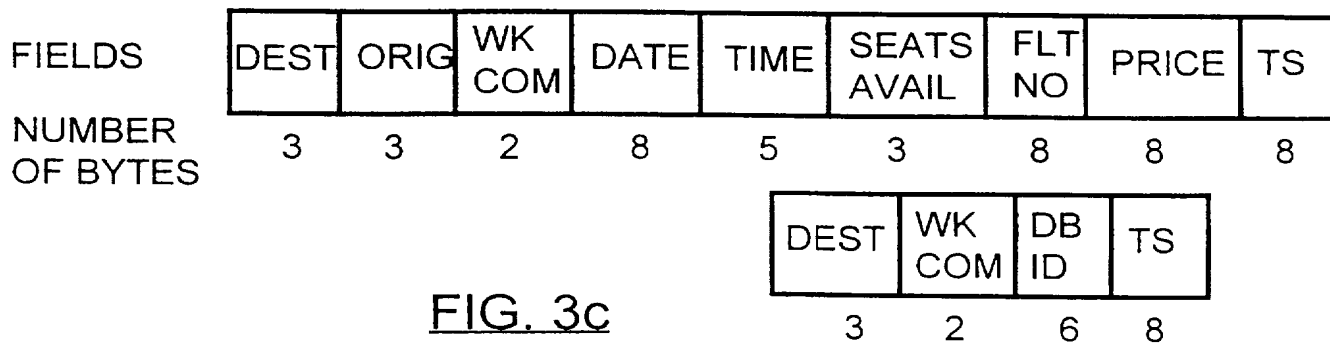 FIELDS DEST ORIG WK COM DATE TIME SEATS AVAIL FLT NO PRICE TS
NUMBER OF BYTES 3 3 2 8 5 3 8 8 8
DEST WK COM DB ID TS
3 2 6 8
FIG. 3c